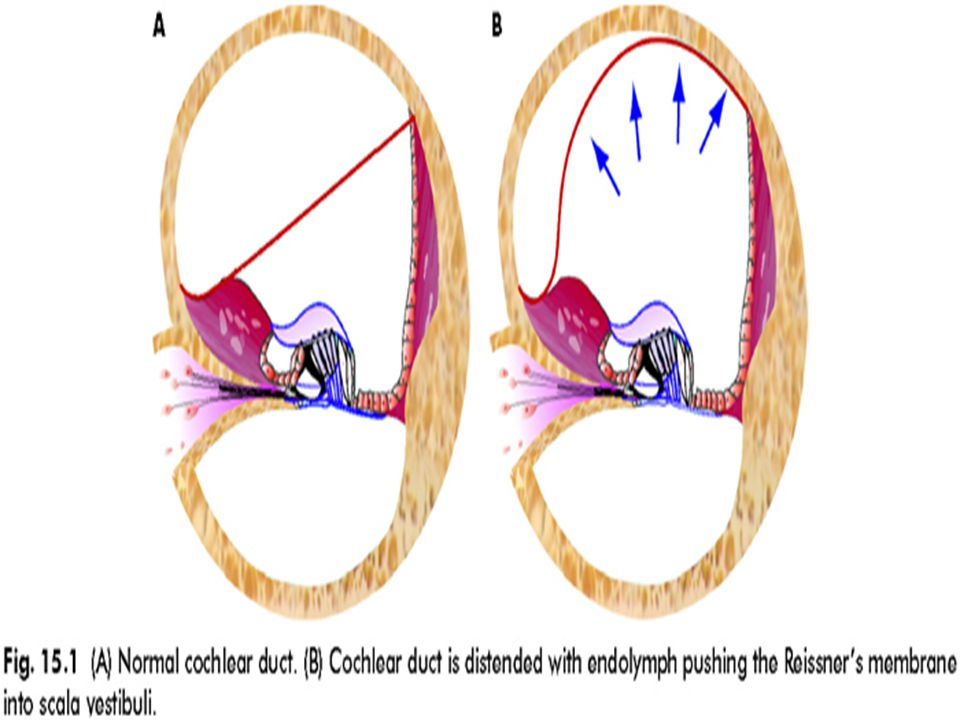 A
B
Fig. 15.1 (A) Normal cochlear duct. (B) Cochlear duct is distended with endolymph pushing the Reissner's membrane
into scala vestibuli.